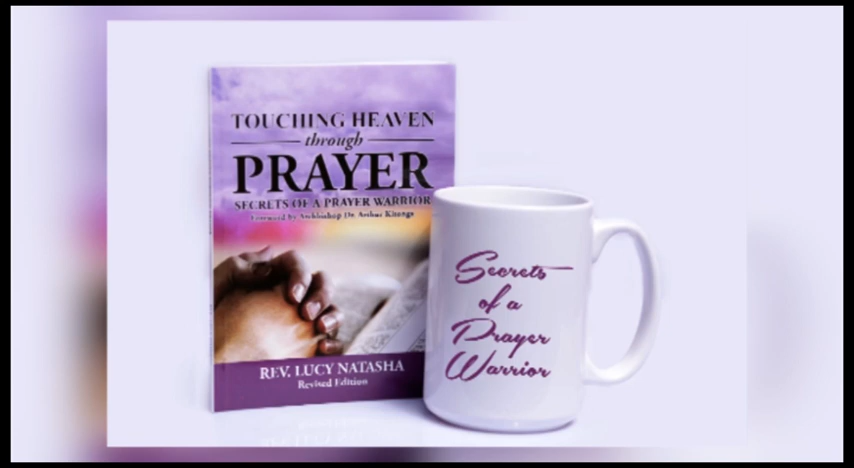 TOUCHING HEAVEN
through
PRAYER
SECRETS OF A PRAYER WARRIOR
Foreword by Archbishop Dr. Arthur Kitonga
REV. LUCY NATASHA
Revised Edition
Secrets
of a
Prayer
Warrior